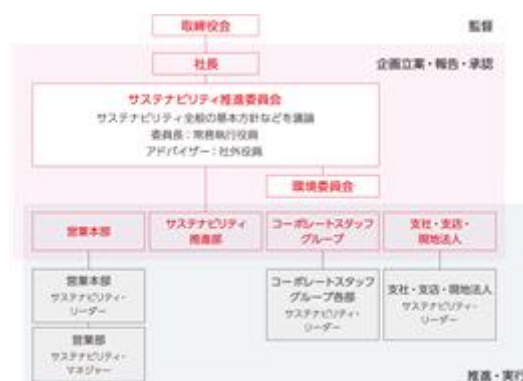 取締役会
監督
社長
企画立案・報告・承認
サステナビリティ推進委員会
サステナビリティ全般の基本方針などを議論
委員長：常務執行役員
アドバイザー：社外役員
環境委員会
営業本部
サステナビリティ
推進部
コーポレートスタッフ
グループ
支社・支店・
現地法人
営業本部
サステナビリティ・
リーダー
コーポレートスタッフ
グループ各部
サステナビリティ・
リーダー
支社・支店・現地法人
サステナビリティ・
リーダー
営業部
サステナビリティ・
マネジャー
推進・実行